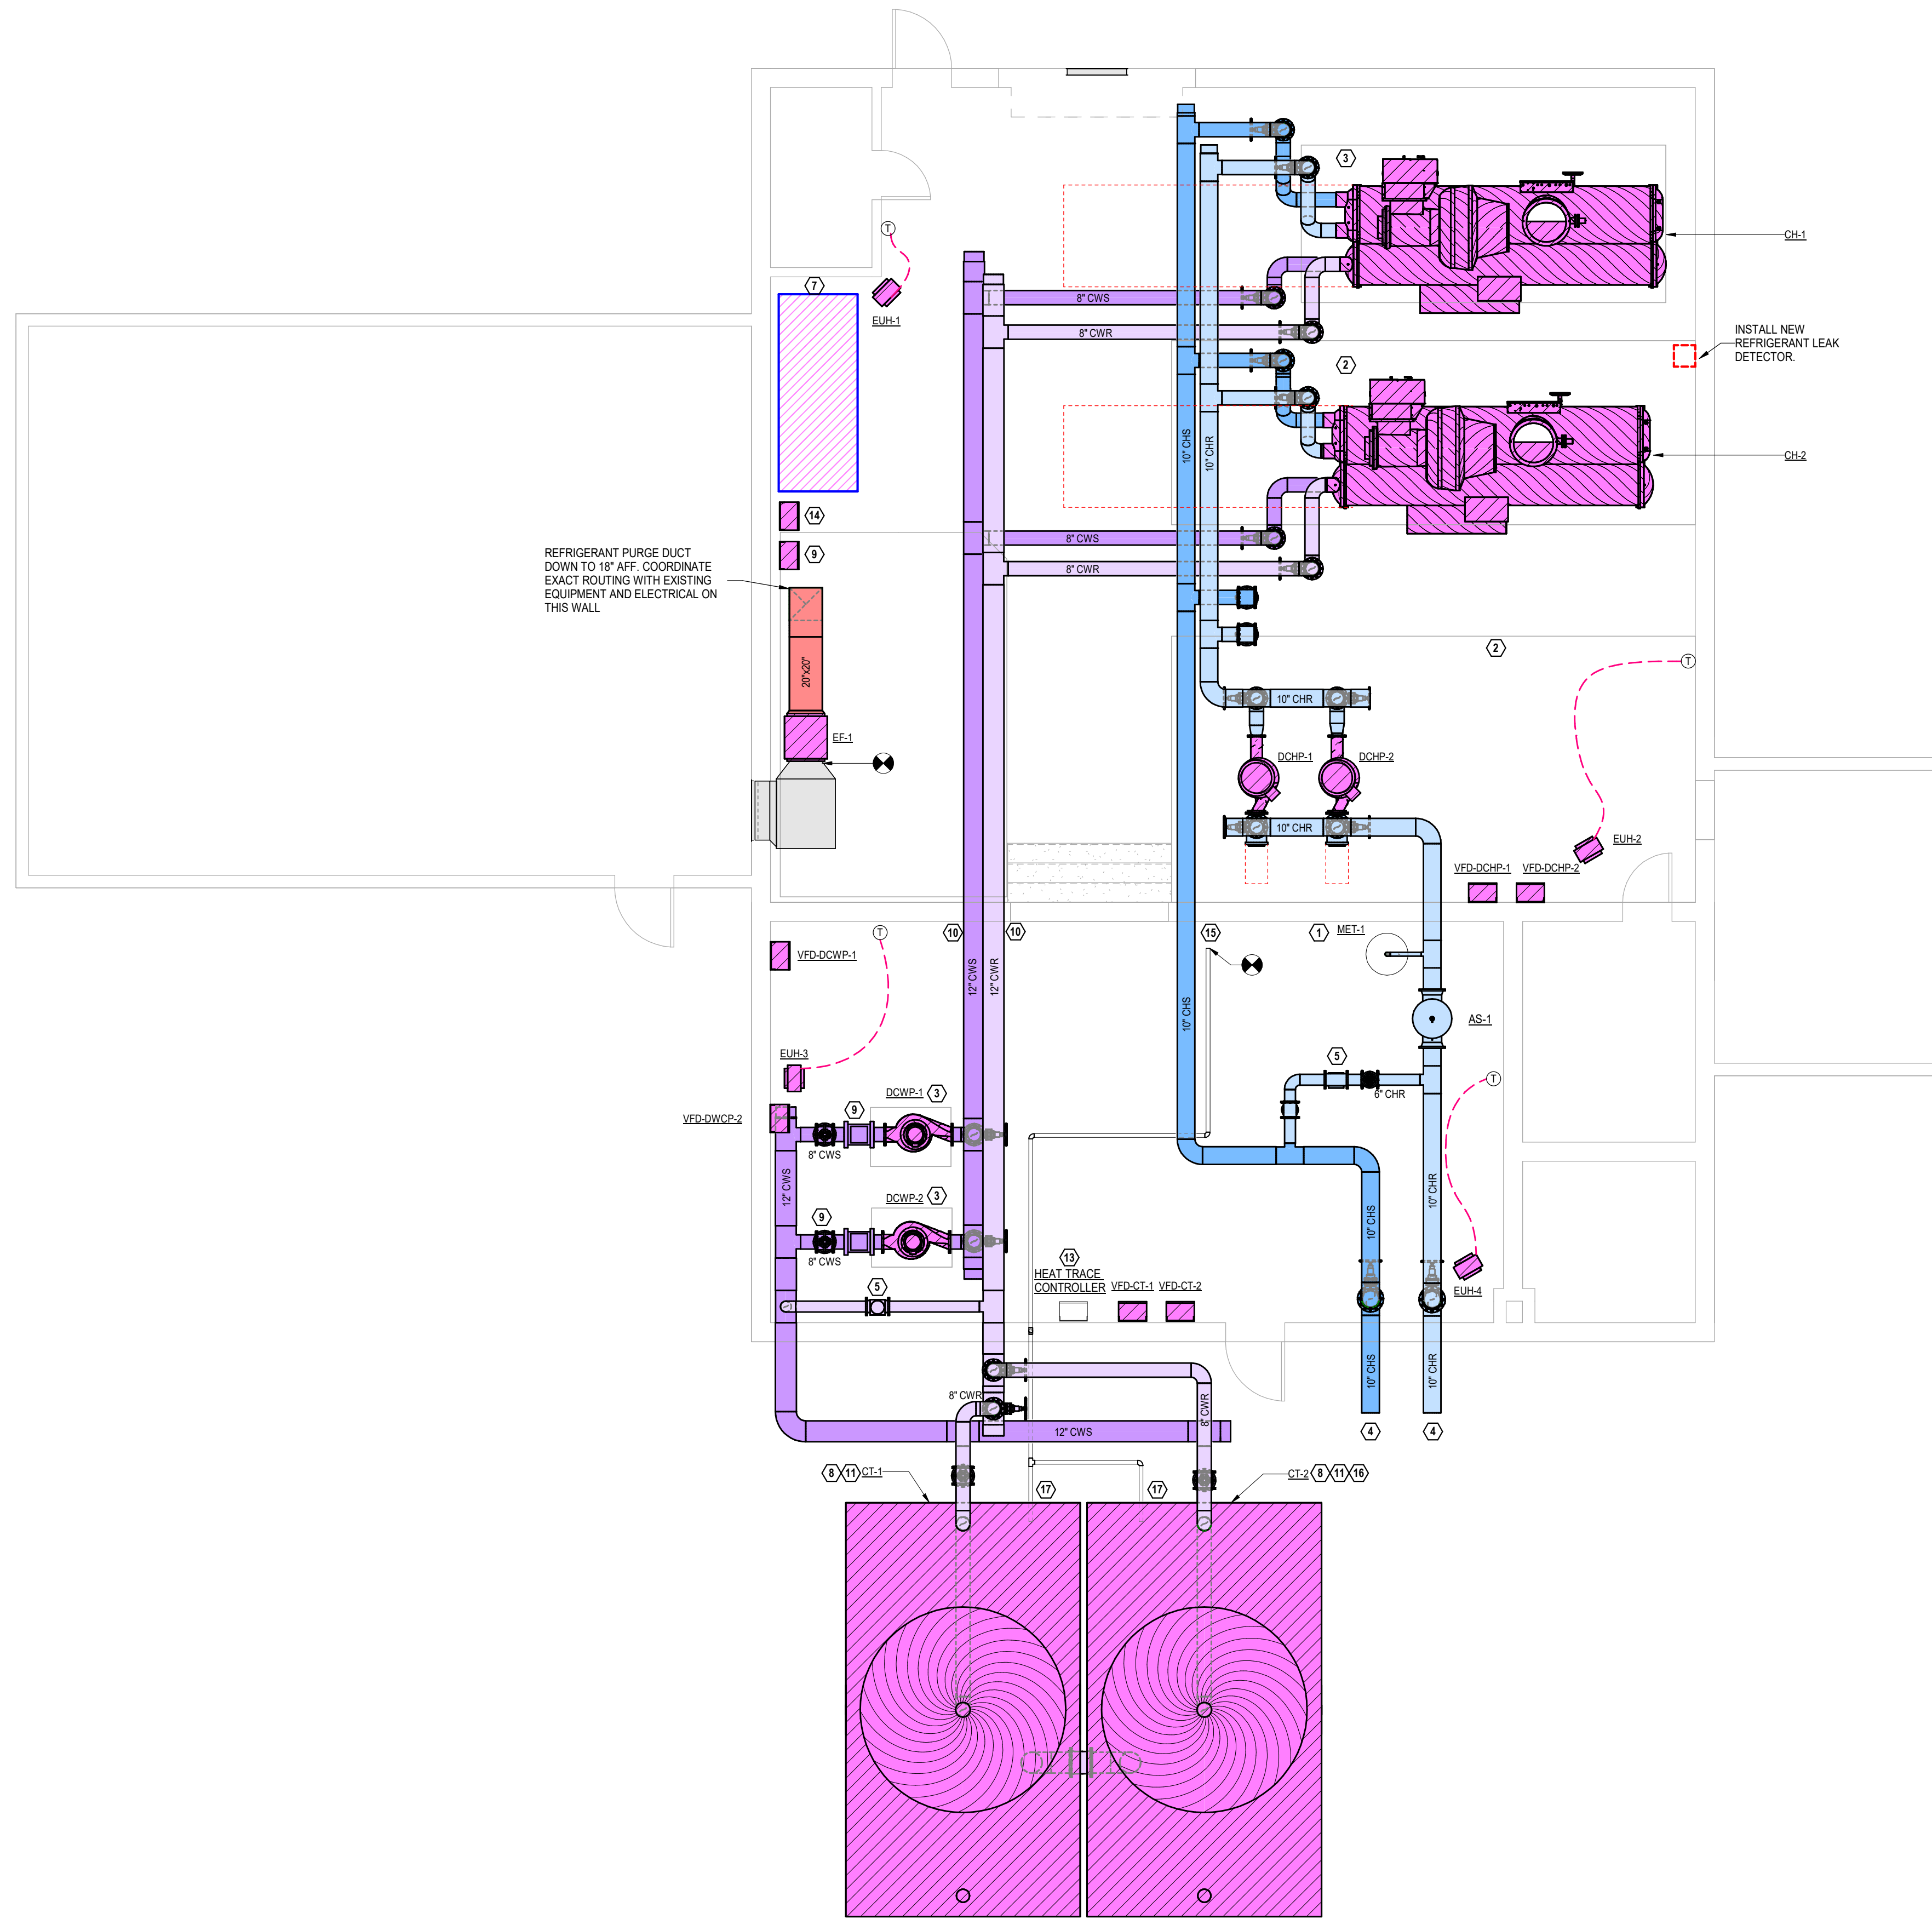 3
T
CH-1
7
8" CWS
EUH-1
8" CWR
INSTALL NEW
REFRIGERANT LEAK
DETECTOR.
2
10" CHS
10" CHR
CH-2
14
8" CWS
9
8" CWR
REFRIGERANT PURGE DUCT
DOWN TO 18" AFF. COORDINATE
EXACT ROUTING WITH EXISTING
EQUIPMENT AND ELECTRICAL ON
THIS WALL
2
T
20"x20"
10" CHR
EF-1
DCHP-1
DCHP-2
10" CHR
EUH-2
VFD-DCHP-1
VFD-DCHP-2
T
10
10
15
1
MET-1
VFD-DCWP-1
12" CWS
12" CWR
10" CHS
AS-1
EUH-3
5
T
6" CHR
DCWP-1
3
9
VFD-DWCP-2
8" CWS
12" CWS
10" CHR
DCWP-2
3
9
10" CHS
8" CWS
13
HEAT TRACE
CONTROLLER
VFD-CT-1
VFD-CT-2
5
EUH-4
10" CHS
10" CHR
8" CWR
8" CWR
12" CWS
4
4
8
11
CT-1
17
17
CT-2
8
11
16